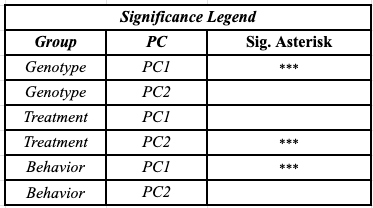 Significance Legend
Group PC Sig. Asterisk
Genotype PC1 ***
Genotype PC2
Treatment PC1
Treatment PC2 ***
Behavior PC1 ***
Behavior PC2